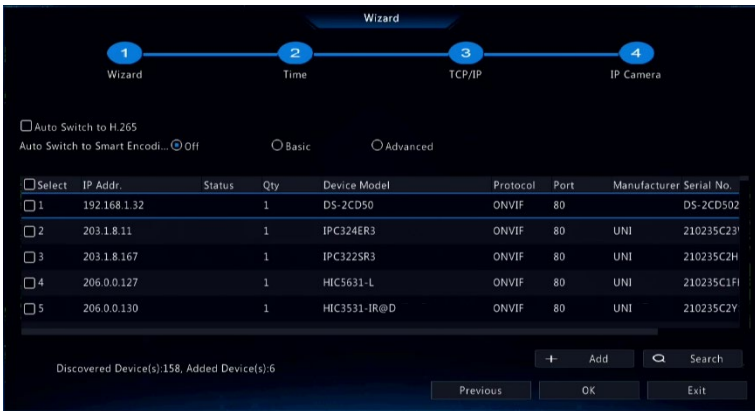 Wizard
1 2 3 4
Wizard Time TCP/IP IP Camera
Auto Switch to H.265
Auto Switch to Smart Encodi... Off Basic Advanced
Select IP Addr. Status Qty Device Model Protocol Port Manufacturer Serial No.
1 192.168.1.32 1 DS-2CD50 ONVIF 80 DS-2CD502
2 203.1.8.11 1 IPC324ER3 ONVIF 80 UNI 210235C23
3 203.1.8.167 1 IPC322SR3 ONVIF 80 UNI 210235C2H
4 206.0.0.127 1 HIC5631-L ONVIF 80 UNI 210235C1F
5 206.0.0.130 1 HIC3531-IR@D ONVIF 80 UNI 210235C2Y
Add Search
Discovered Device(s):158, Added Device(s):6
Previous OK Exit